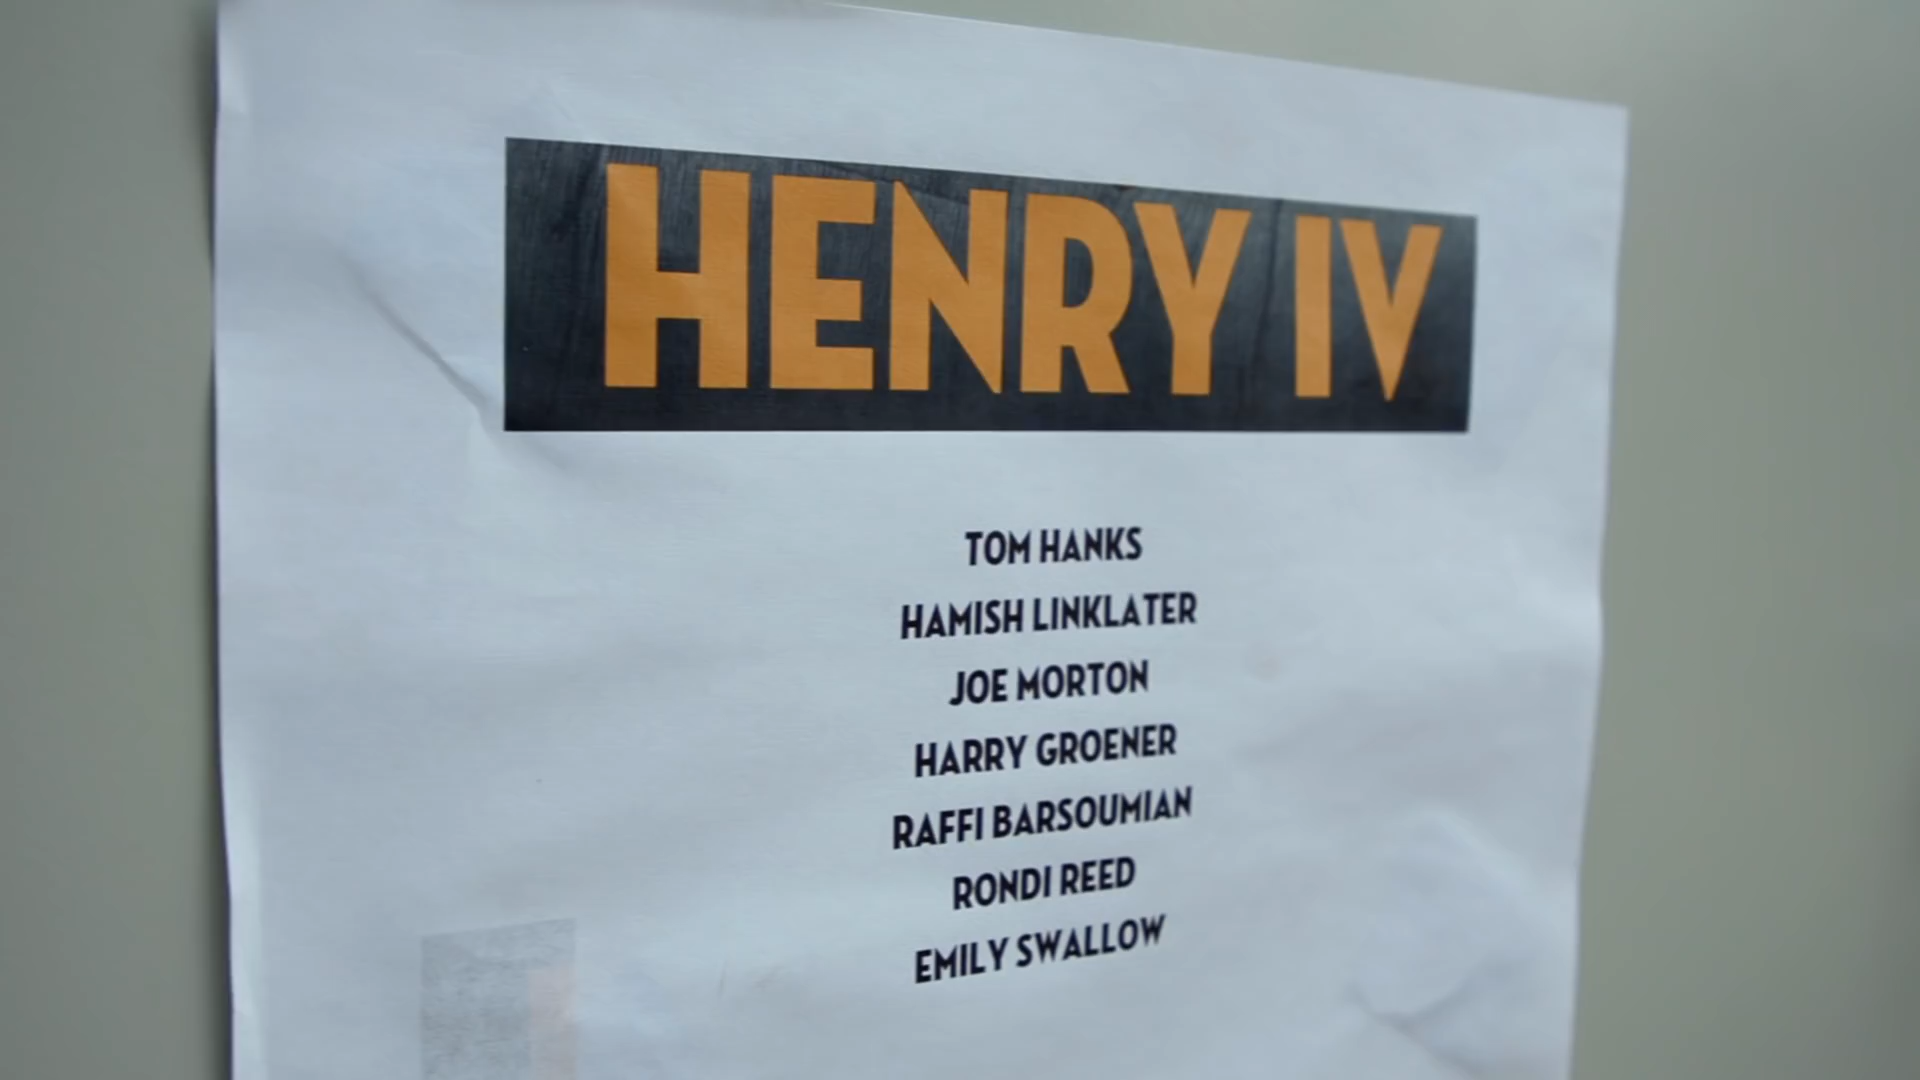 HENRY IV
TOM HANKS
HAMISH LINKLATER
JOE MORTON
HARRY GROENER
RAFFI BARSOUMIAN
RONDI REED
EMILY SWALLOW